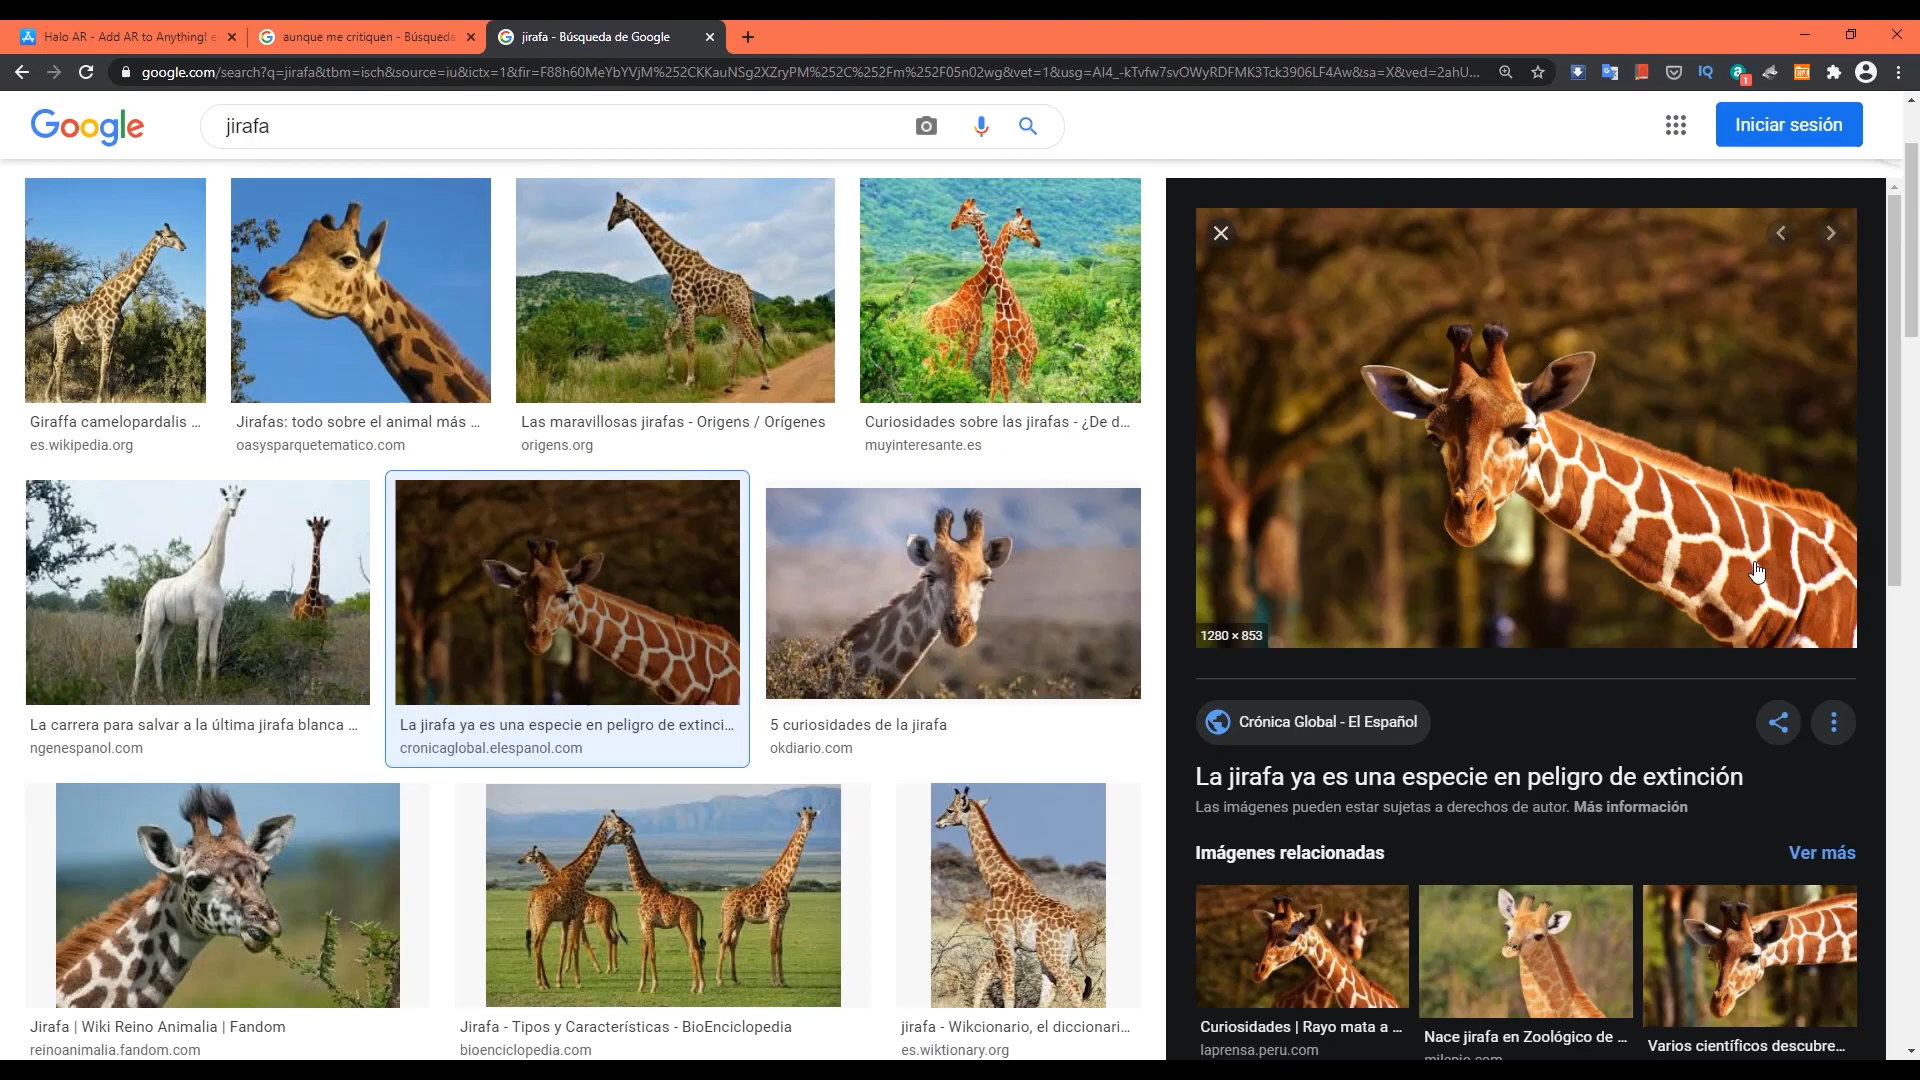 Halo AR - Add AR to Anything!
aunque me critiquen - Búsqueda
jirafa - Búsqueda de Google
google.com/search?q=jirafa&tbm=isch&source=iu&ictx=1&fir=F88h60MeYbYVjM%252CKKauNSg2XZryPM%252C%252Fm%252F05n02wg&vet=1&usg=AI4_-kTvfw7svOWyRDFMK3Tck3906LF4Aw&sa=X&ved=2ahU...
Google
jirafa
Iniciar sesión
Giraffa camelopardalis ...
es.wikipedia.org
Jirafas: todo sobre el animal más ...
oasysparquetematico.com
Las maravillosas jirafas - Origens / Orígenes
origens.org
Curiosidades sobre las jirafas - ¿De d...
muyinteresante.es
La carrera para salvar a la última jirafa blanca ...
ngenespanol.com
La jirafa ya es una especie en peligro de extinci...
cronicaglobal.elespanol.com
5 curiosidades de la jirafa
okdiario.com
Jirafa | Wiki Reino Animalia | Fandom
reinoanimalia.fandom.com
Jirafa - Tipos y Características - BioEnciclopedia
bioenciclopedia.com
jirafa - Wikcionario, el diccionari...
es.wiktionary.org
1280 × 853
Crónica Global - El Español
La jirafa ya es una especie en peligro de extinción
Las imágenes pueden estar sujetas a derechos de autor. Más información
Imágenes relacionadas
Ver más
Curiosidades | Rayo mata a ...
laprensa.peru.com
Nace jirafa en Zoológico de ...
milenio.com
Varios científicos descubre...